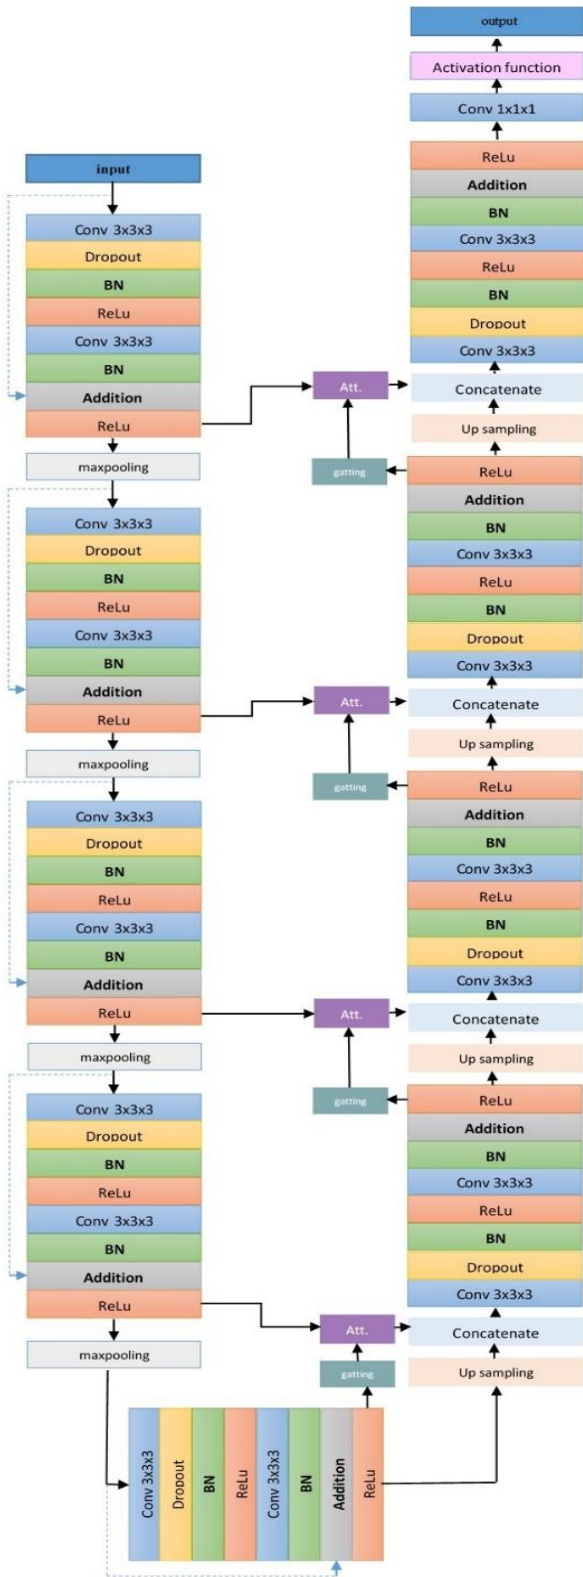 input
Conv 3x3x3
Dropout
BN
ReLu
Conv 3x3x3
BN
Addition
ReLu
maxpooling
Conv 3x3x3
Dropout
BN
ReLu
Conv 3x3x3
BN
Addition
ReLu
maxpooling
Conv 3x3x3
Dropout
BN
ReLu
Conv 3x3x3
BN
Addition
ReLu
maxpooling
Conv 3x3x3
Dropout
BN
ReLu
Conv 3x3x3
BN
Addition
ReLu
maxpooling
Conv 3x3x3
Dropout
BN
ReLu
Conv 3x3x3
BN
Addition
ReLu
Att.
gatting
Att.
gatting
Att.
gatting
Att.
gatting
output
Activation function
Conv 1x1x1
ReLu
Addition
BN
Conv 3x3x3
ReLu
BN
Dropout
Conv 3x3x3
Concatenate
Up sampling
ReLu
Addition
BN
Conv 3x3x3
ReLu
BN
Dropout
Conv 3x3x3
Concatenate
Up sampling
ReLu
Addition
BN
Conv 3x3x3
ReLu
BN
Dropout
Conv 3x3x3
Concatenate
Up sampling
ReLu
Addition
BN
Conv 3x3x3
ReLu
BN
Dropout
Conv 3x3x3
Concatenate
Up sampling